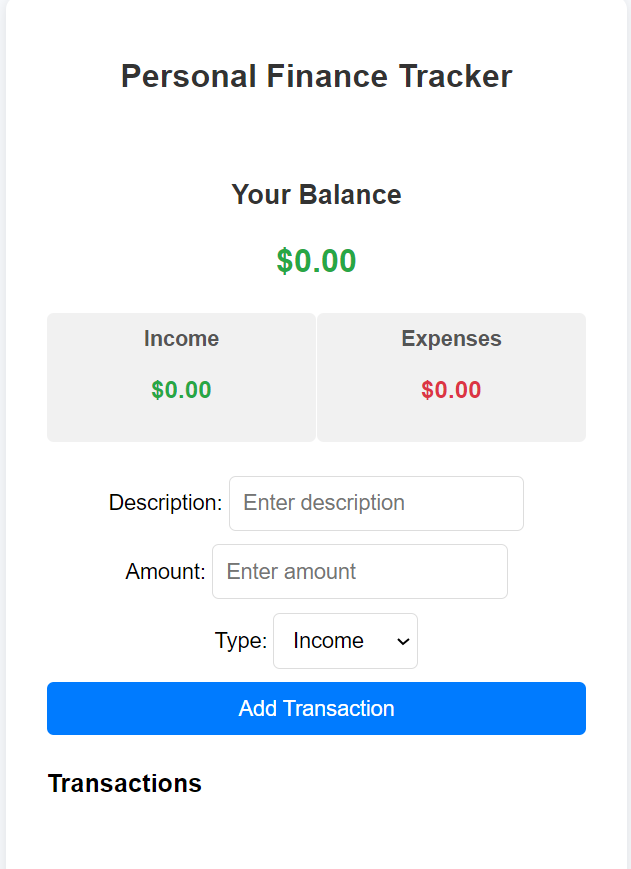 Personal Finance Tracker
Your Balance
$0.00
Income Expenses
$0.00 $0.00
Description: Enter description
Amount: Enter amount
Type: Income
Add Transaction
Transactions